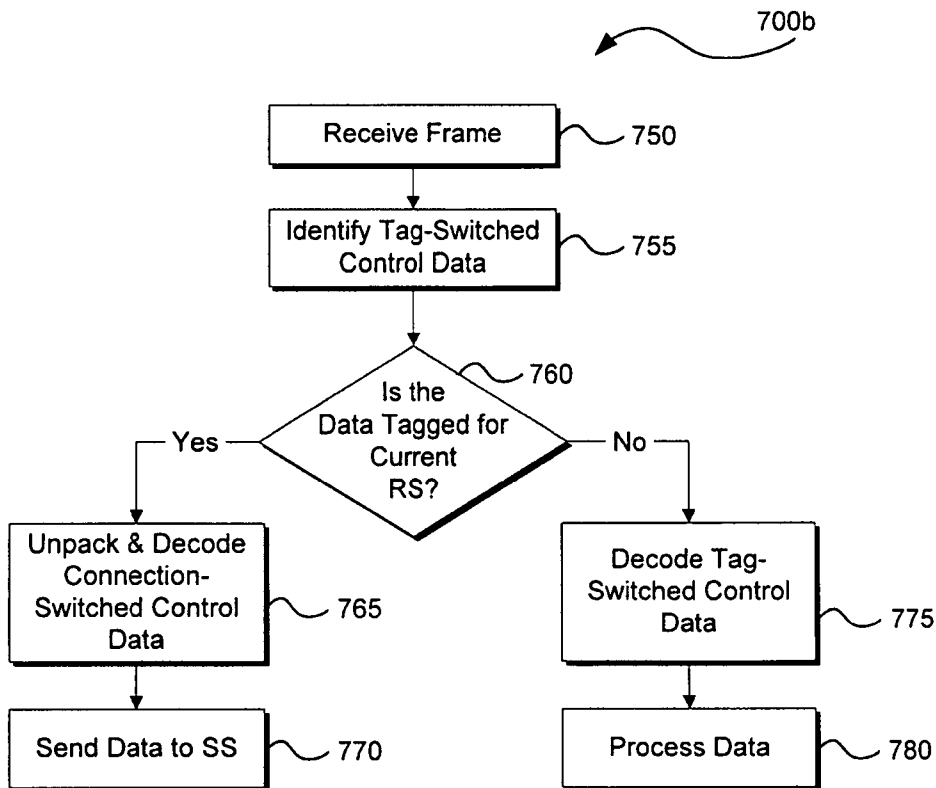 700b
Receive Frame
750
Identify Tag-Switched
Control Data
755
760
Is the
Data Tagged for
Current
RS?
Yes
No
Unpack & Decode
Connection-
Switched Control
Data
765
Decode Tag-
Switched Control
Data
775
Send Data to SS
770
Process Data
780